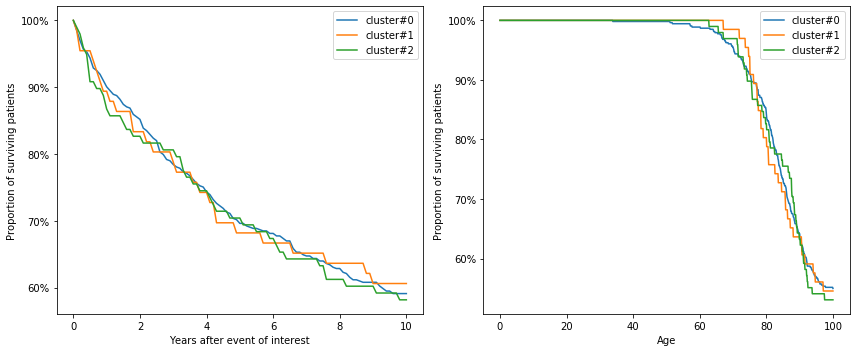 100%
90%
80%
70%
60%
Proportion of surviving patients
0
2
4
6
8
10
Years after event of interest
cluster#0
cluster#1
cluster#2
100%
90%
80%
70%
60%
Proportion of surviving patients
0
20
40
60
80
100
Age
cluster#0
cluster#1
cluster#2